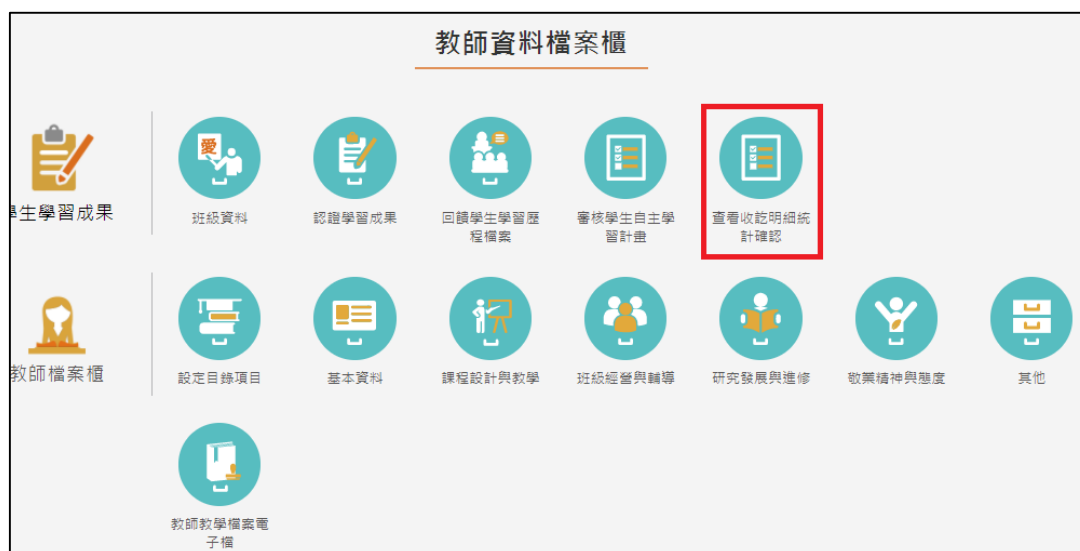 教師資料檔案櫃
愛
學生學習成果
班級資料
認證學習成果
回饋學生學習歷
程檔案
審核學生自主學
習計畫
查看收訖明細統
計確認
教師檔案櫃
設定目錄項目
基本資料
課程設計與教學
班級經營與輔導
研究發展與進修
敬業精神與態度
其他
教師教學檔案電
子檔